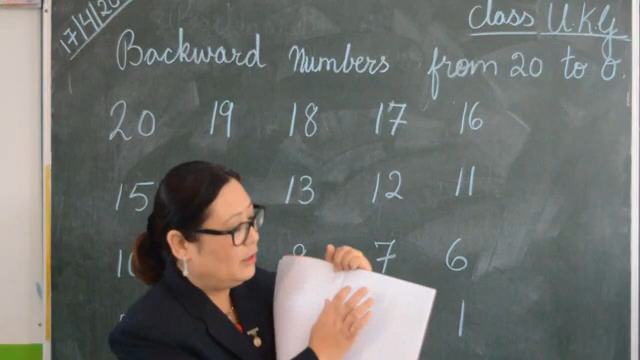 17/4/20
Class U.K.G
Backward Numbers from 20 to 0.
20 19 18 17 16
15 13 12 11
8 7 6
1